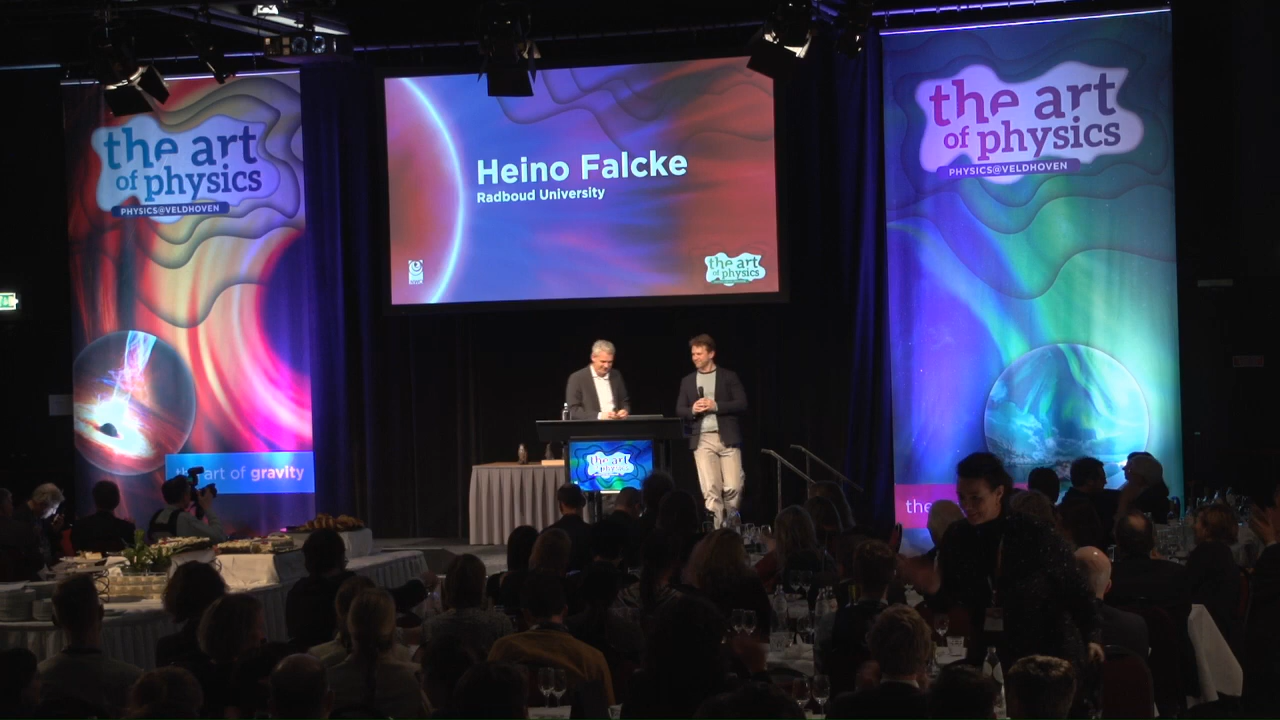 the art
of physics
PHYSICS@VELDHOVEN
the art of gravity
Heino Falcke
Radboud University
the art
of physics
the art
of physics
the art
of physics
PHYSICS@VELDHOVEN
the